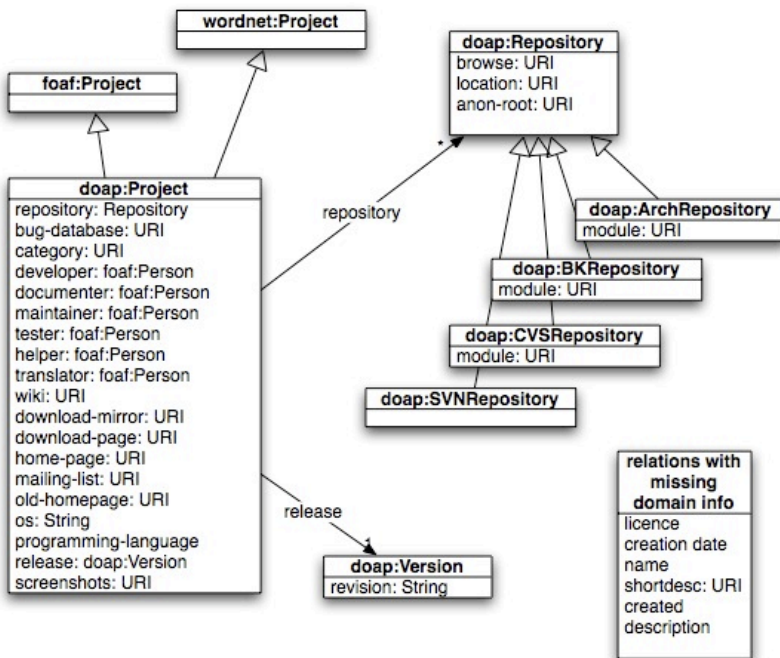 wordnet:Project
foaf:Project
doap:Project
repository: Repository
bug-database: URI
category: URI
developer: foaf:Person
documenter: foaf:Person
maintainer: foaf:Person
tester: foaf:Person
helper: foaf:Person
translator: foaf:Person
wiki: URI
download-mirror: URI
download-page: URI
home-page: URI
mailing-list: URI
old-homepage: URI
os: String
programming-language
release: doap:Version
screenshots: URI
repository
*
release
1
doap:Repository
browse: URI
location: URI
anon-root: URI
doap:ArchRepository
module: URI
doap:BKRepository
module: URI
doap:CVSRepository
module: URI
doap:SVNRepository
doap:Version
revision: String
relations with
missing
domain info
licence
creation date
name
shortdesc: URI
created
description